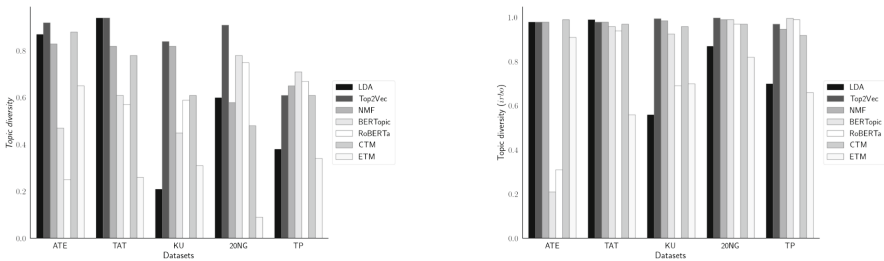 Topic diversity
0.8
0.6
0.4
0.2
0.0
ATE TAT KU 20NG TP
Datasets
LDA
Top2Vec
NMF
BERTopic
RoBERTa
CTM
ETM
Topic diversity (irbo)
1.0
0.8
0.6
0.4
0.2
0.0
ATE TAT KU 20NG TP
Datasets
LDA
Top2Vec
NMF
BERTopic
RoBERTa
CTM
ETM